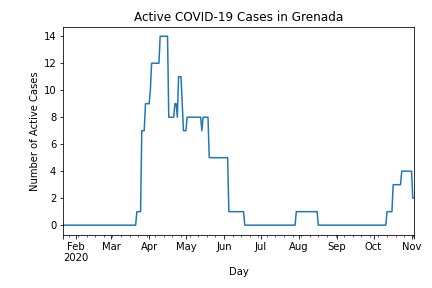 Active COVID-19 Cases in Grenada
Number of Active Cases
14
12
10
8
6
4
2
0
Feb Mar Apr May Jun Jul Aug Sep Oct Nov
2020
Day